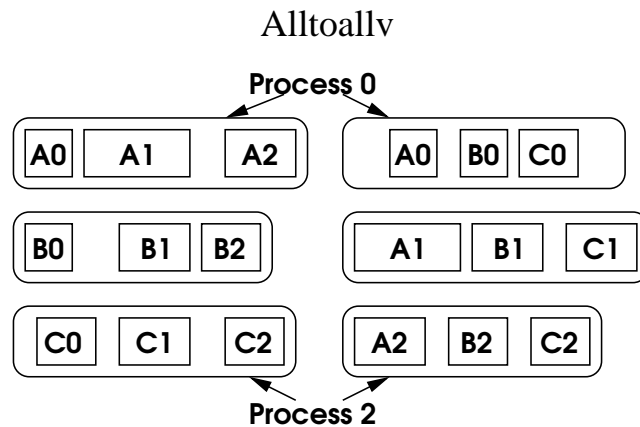 Alltoallv
Process 0
A0 A1 A2 A0 B0 C0
B0 B1 B2 A1 B1 C1
C0 C1 C2 A2 B2 C2
Process 2